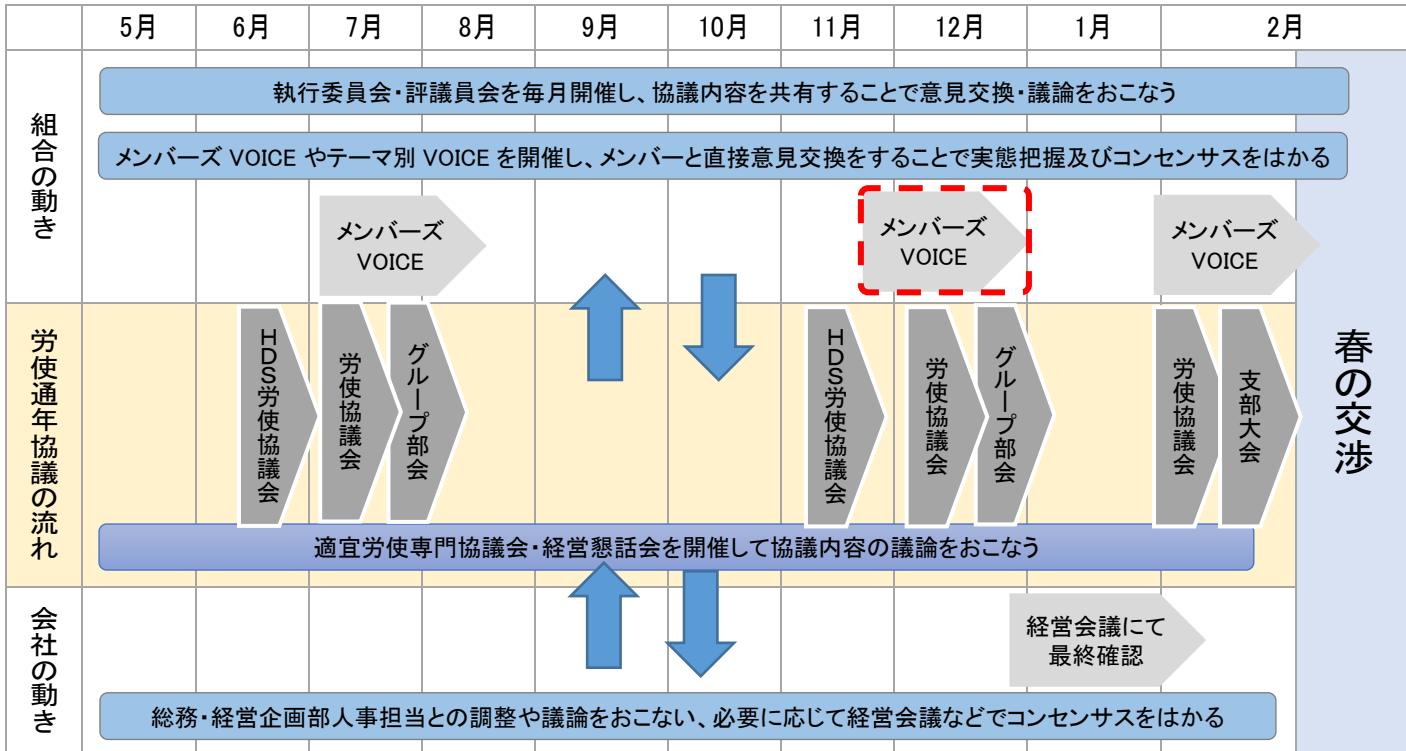 5月
6月
7月
8月
9月
10月
11月
12月
1月
2月
組合の動き
執行委員会・評議員会を毎月開催し、協議内容を共有することで意見交換・議論をおこなう
メンバーズ VOICE やテーマ別 VOICE を開催し、メンバーと直接意見交換をすることで実態把握及びコンセンサスをはかる
メンバーズ
VOICE
メンバーズ
VOICE
メンバーズ
VOICE
労使通年協議の流れ
HDS労使協議会
労使協議会
グループ部会
HDS労使協議会
労使協議会
グループ部会
労使協議会
支部大会
適宜労使専門協議会・経営懇話会を開催して協議内容の議論をおこなう
春の交渉
会社の動き
経営会議にて
最終確認
総務・経営企画部人事担当との調整や議論をおこない、必要に応じて経営会議などでコンセンサスをはかる